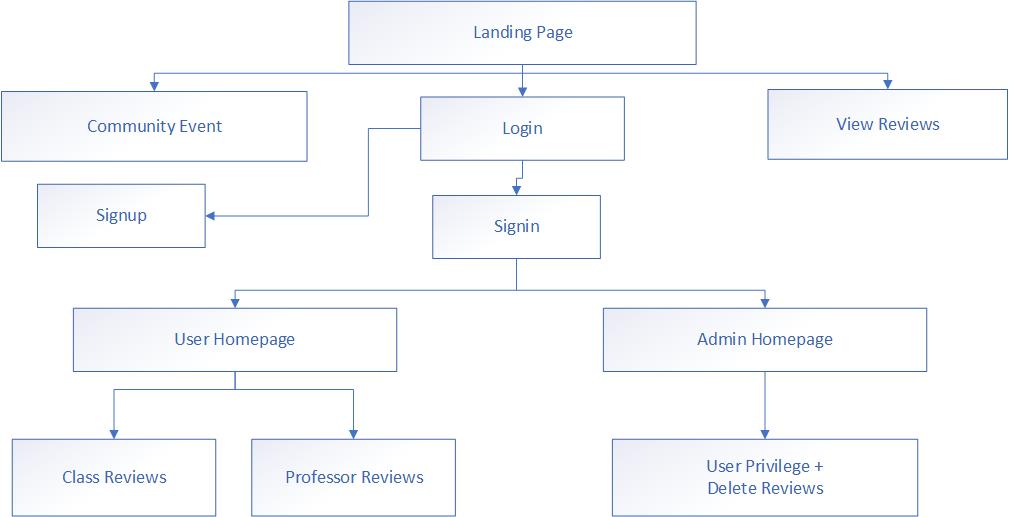 Landing Page
Community Event
Login
View Reviews
Signup
Signin
User Homepage
Admin Homepage
Class Reviews
Professor Reviews
User Privilege +
Delete Reviews